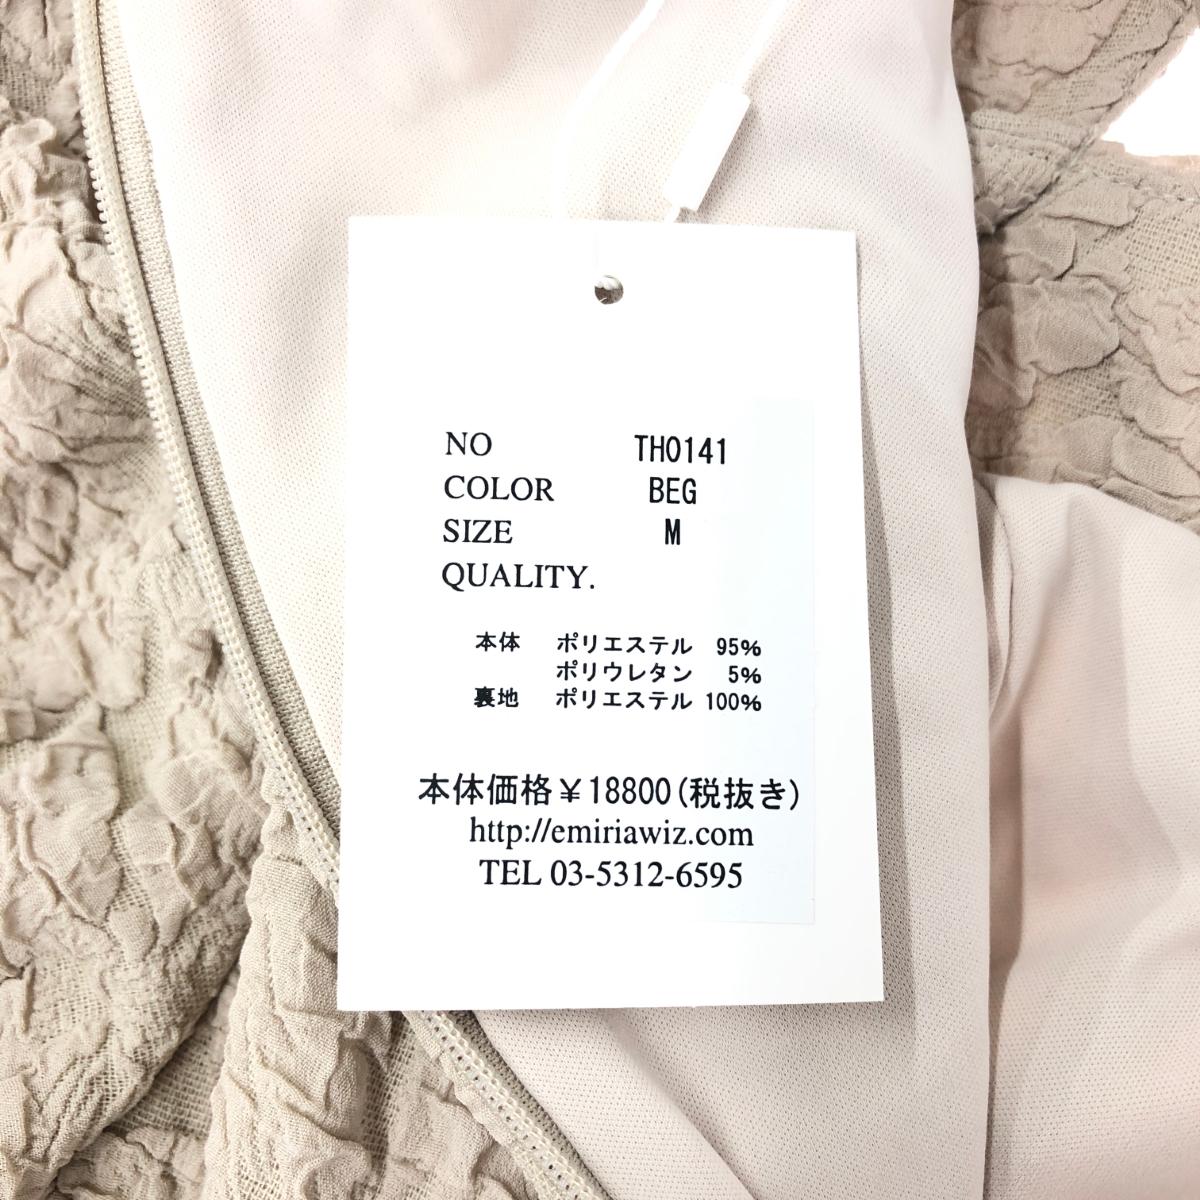 NO TH0141
COLOR BEG
SIZE M
QUALITY.
本体 ポリエステル 95%
ポリウレタン 5%
裏地 ポリエステル 100%
本体価格¥18800(税抜き)
http://emiriawiz.com
TEL 03-5312-6595